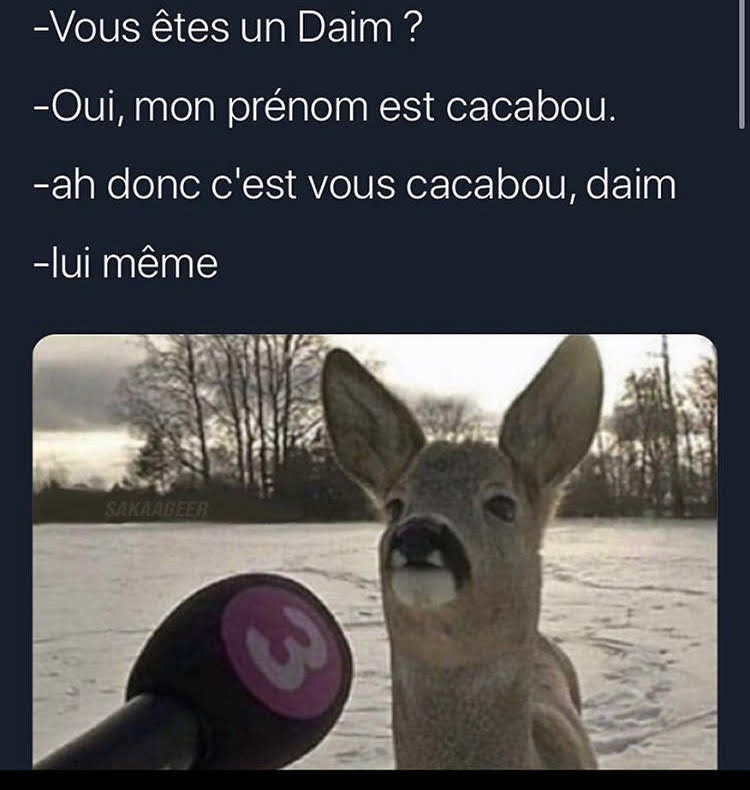 -Vous êtes un Daim ?
-Oui, mon prénom est cacabou.
-ah donc c'est vous cacabou, daim
-lui même
SAKAAGEER
3